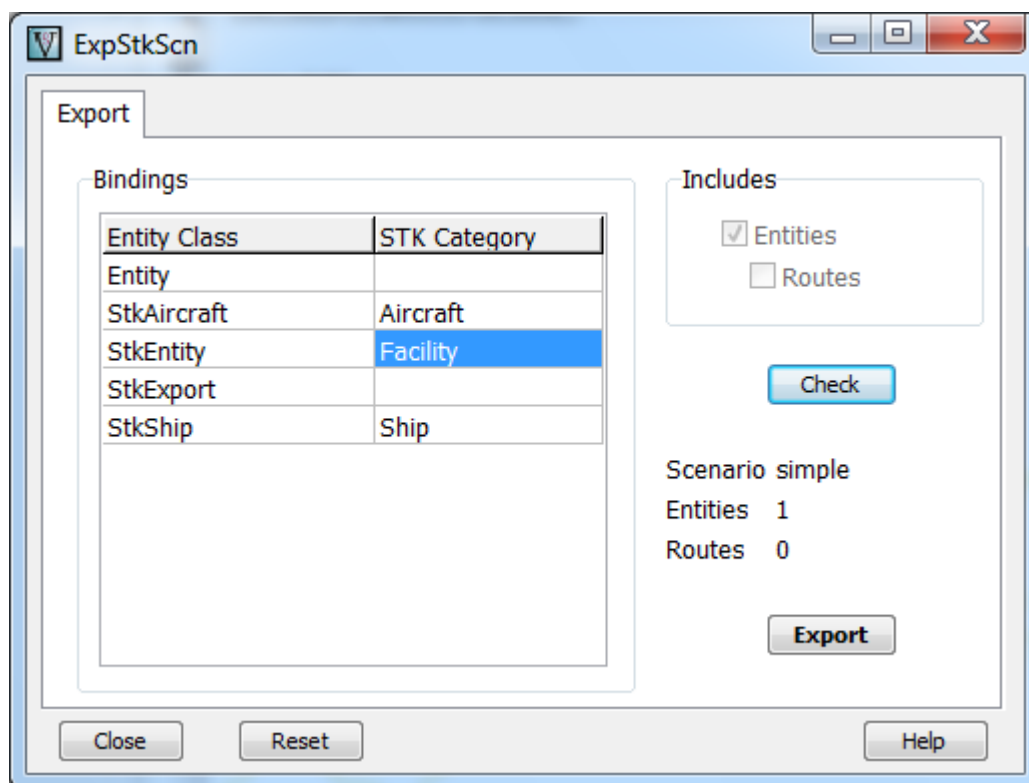 ExpStkScn
Export
Bindings
Entity Class STK Category
Entity
StkAircraft Aircraft
StkEntity Facility
StkExport
StkShip Ship
Includes
Entities
Routes
Check
Scenario simple
Entities 1
Routes 0
Export
Close Reset Help